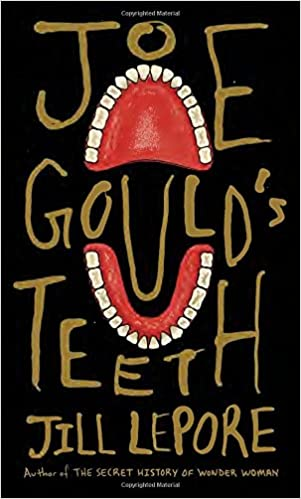 JOE
GOULD'S
TEETH
JILL LEPORE
Author of THE SECRET HISTORY OF WONDER WOMAN